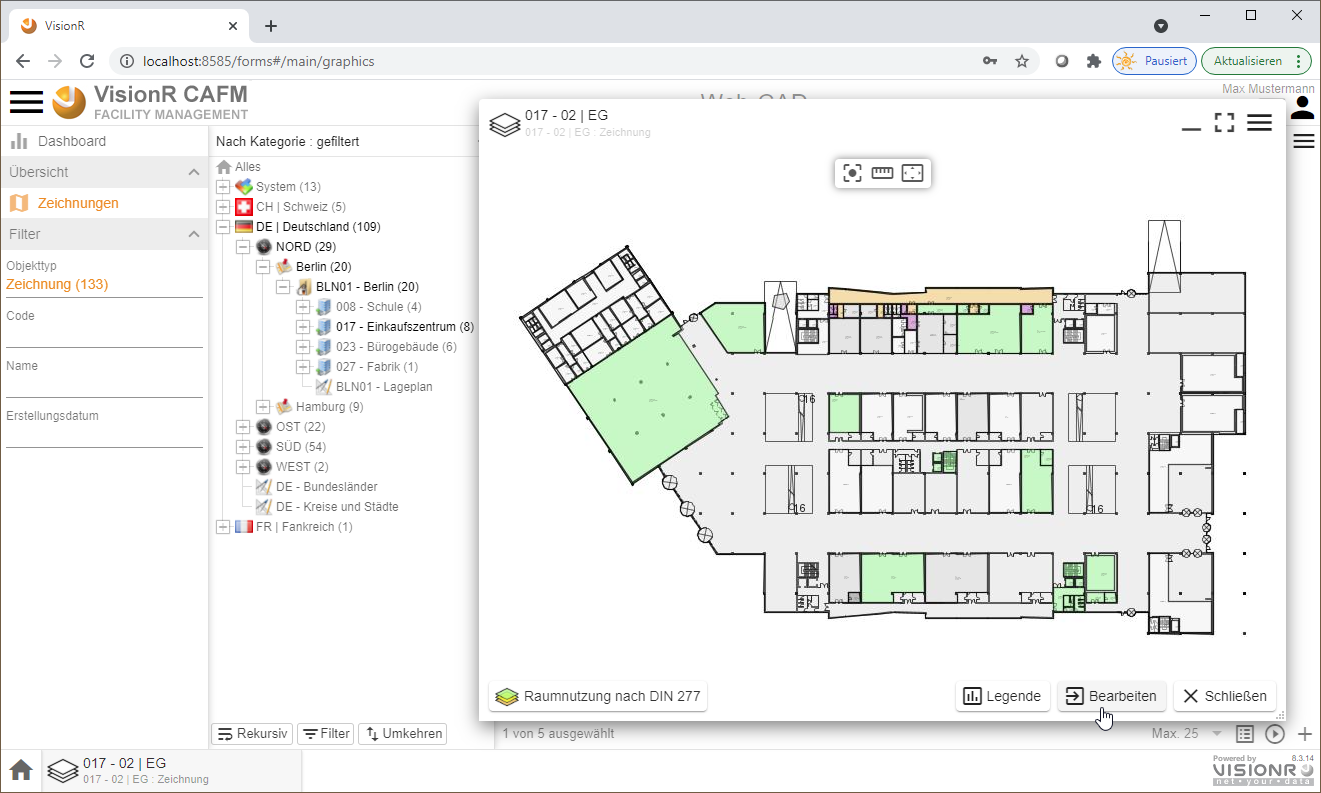 VisionR
localhost:8585/forms#/main/graphics
Pausiert
Aktualisieren
VisionR CAFM
FACILITY MANAGEMENT
Max Mustermann
Dashboard
Übersicht
Zeichnungen
Filter
Objekttyp
Zeichnung (133)
Code
Name
Erstellungsdatum
Nach Kategorie : gefiltert
Alles
System (13)
CH | Schweiz (5)
DE | Deutschland (109)
NORD (29)
Berlin (20)
BLN01 - Berlin (20)
008 - Schule (4)
017 - Einkaufszentrum (8)
023 - Bürogebäude (6)
027 - Fabrik (1)
BLN01 - Lageplan
Hamburg (9)
OST (22)
SÜD (54)
WEST (2)
DE - Bundesländer
DE - Kreise und Städte
FR | Fankreich (1)
Rekursiv
Filter
Umkehren
017 - 02 | EG
017 - 02 | EG : Zeichnung
16
16
16
Raumnutzung nach DIN 277
Legende
Bearbeiten
Schließen
1 von 5 ausgewählt
Max. 25
017 - 02 | EG
017 - 02 | EG : Zeichnung
Powered by
8.3.14
VISIONR
net · your · data